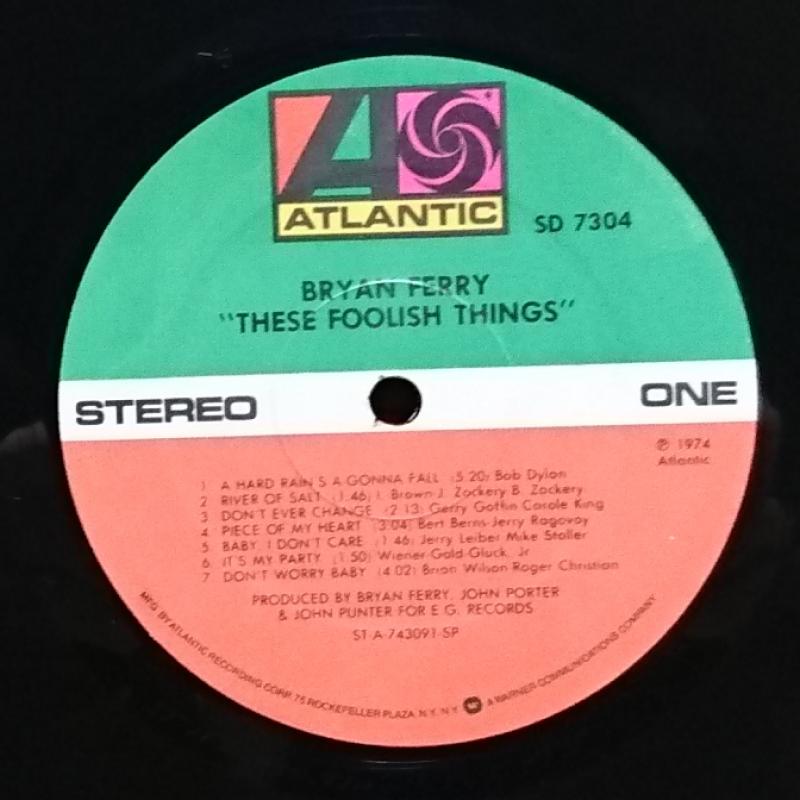 ATLANTIC
SD 7304
BRYAN FERRY
"THESE FOOLISH THINGS"
STEREO
ONE
℗ 1974
Atlantic
1 A HARD RAIN'S A GONNA FALL (5:20) Bob Dylan
2 RIVER OF SALT (1:46) I. Brown-J. Zackery-B. Zackery
3 DON'T EVER CHANGE (2:13) Gerry Goffin-Carole King
4 PIECE OF MY HEART (3:04) Bert Berns-Jerry Ragovoy
5 BABY, I DON'T CARE (1:46) Jerry Leiber-Mike Stoller
6 IT'S MY PARTY (1:50) Wiener-Gold-Gluck, Jr.
7 DON'T WORRY BABY (4:02) Brian Wilson-Roger Christian
PRODUCED BY BRYAN FERRY, JOHN PORTER
& JOHN PUNTER FOR E.G. RECORDS
ST-A-743091-SP
MFG. BY ATLANTIC RECORDING CORP., 75 ROCKEFELLER PLAZA, N.Y., N.Y. A WARNER COMMUNICATIONS COMPANY